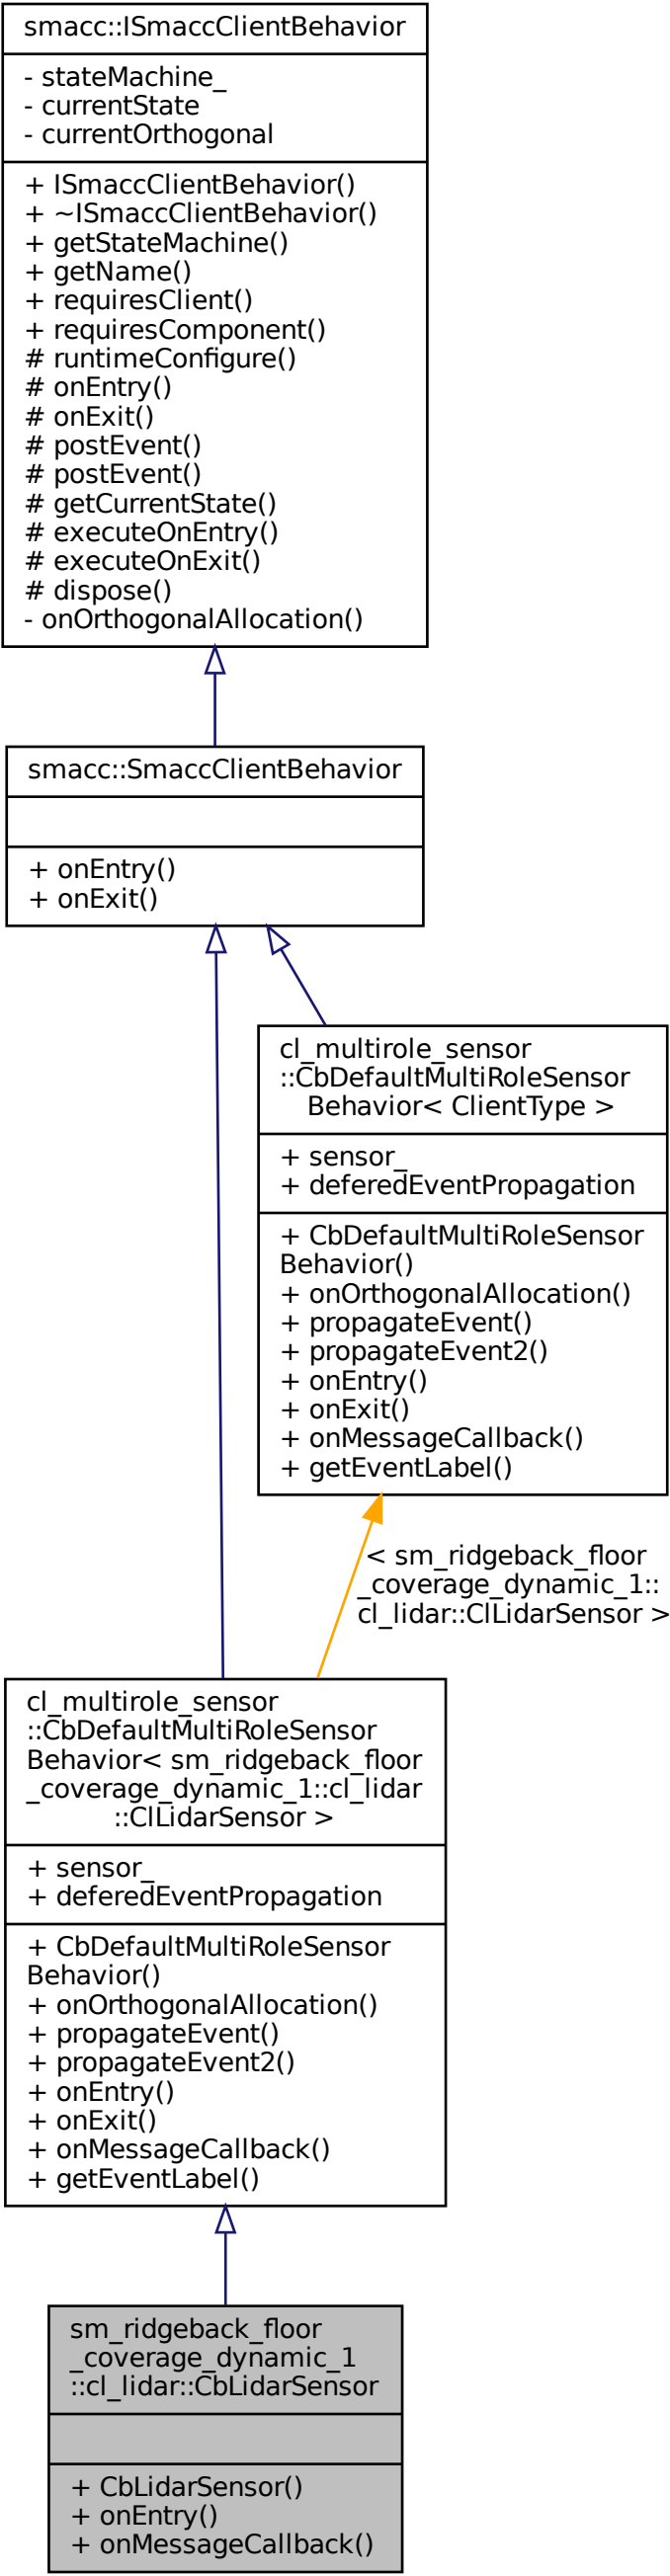 smacc::ISmaccClientBehavior
- stateMachine_
- currentState
- currentOrthogonal
+ ISmaccClientBehavior()
+ ~ISmaccClientBehavior()
+ getStateMachine()
+ getName()
+ requiresClient()
+ requiresComponent()
# runtimeConfigure()
# onEntry()
# onExit()
# postEvent()
# postEvent()
# getCurrentState()
# executeOnEntry()
# executeOnExit()
# dispose()
- onOrthogonalAllocation()
smacc::SmaccClientBehavior
+ onEntry()
+ onExit()
cl_multirole_sensor
::CbDefaultMultiRoleSensor
Behavior< ClientType >
+ sensor_
+ deferedEventPropagation
+ CbDefaultMultiRoleSensor
Behavior()
+ onOrthogonalAllocation()
+ propagateEvent()
+ propagateEvent2()
+ onEntry()
+ onExit()
+ onMessageCallback()
+ getEventLabel()
< sm_ridgeback_floor
_coverage_dynamic_1::
cl_lidar::ClLidarSensor >
cl_multirole_sensor
::CbDefaultMultiRoleSensor
Behavior< sm_ridgeback_floor
_coverage_dynamic_1::cl_lidar
::ClLidarSensor >
+ sensor_
+ deferedEventPropagation
+ CbDefaultMultiRoleSensor
Behavior()
+ onOrthogonalAllocation()
+ propagateEvent()
+ propagateEvent2()
+ onEntry()
+ onExit()
+ onMessageCallback()
+ getEventLabel()
sm_ridgeback_floor
_coverage_dynamic_1
::cl_lidar::CbLidarSensor
+ CbLidarSensor()
+ onEntry()
+ onMessageCallback()